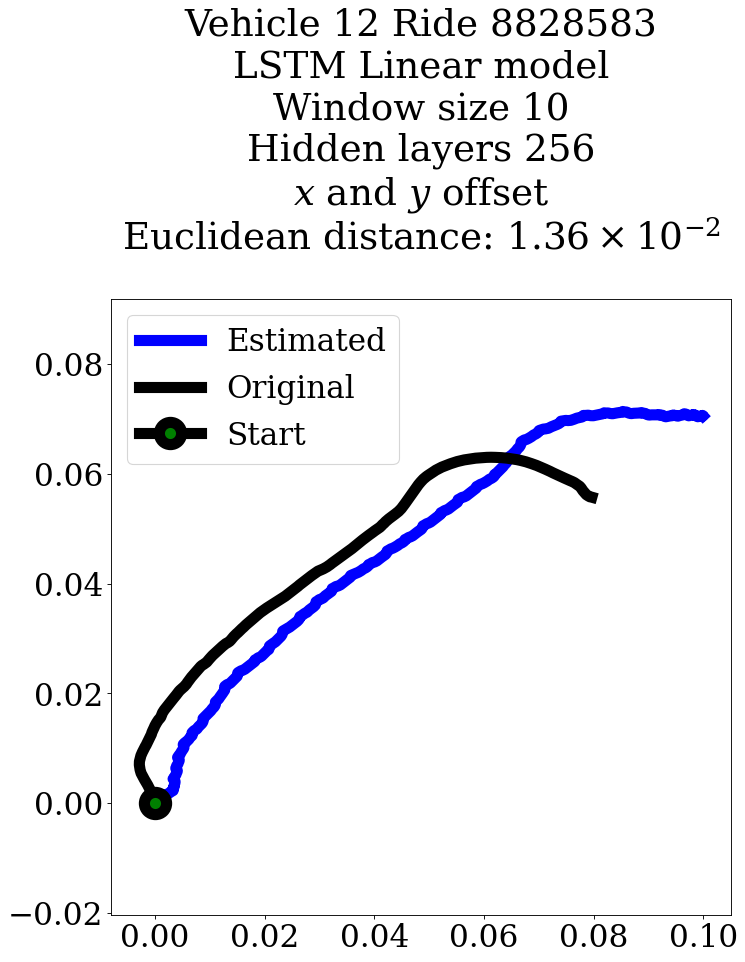 Vehicle 12 Ride 8828583
LSTM Linear model
Window size 10
Hidden layers 256
x and y offset
Euclidean distance: 1.36 × 10⁻²
Estimated
Original
Start
0.08
0.06
0.04
0.02
0.00
−0.02
0.00 0.02 0.04 0.06 0.08 0.10